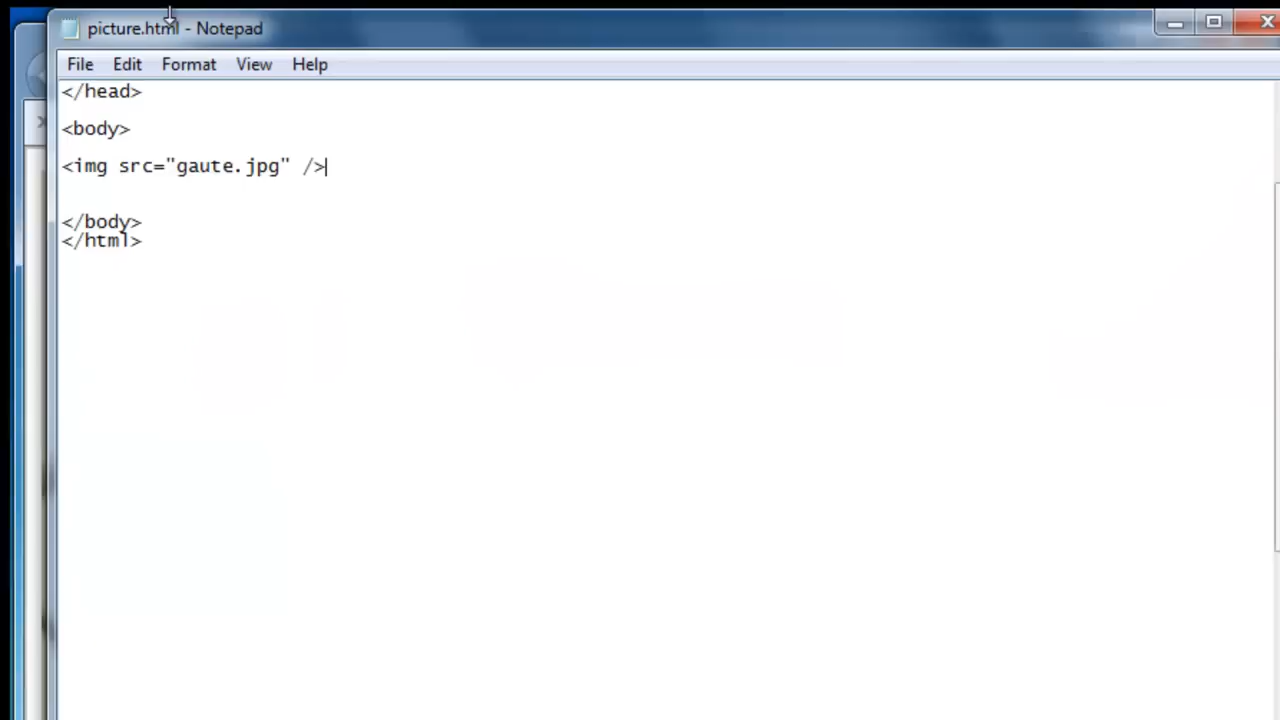 picture.html - Notepad
File Edit Format View Help
</head>
<body>
<img src="gaute.jpg" />
</body>
</html>